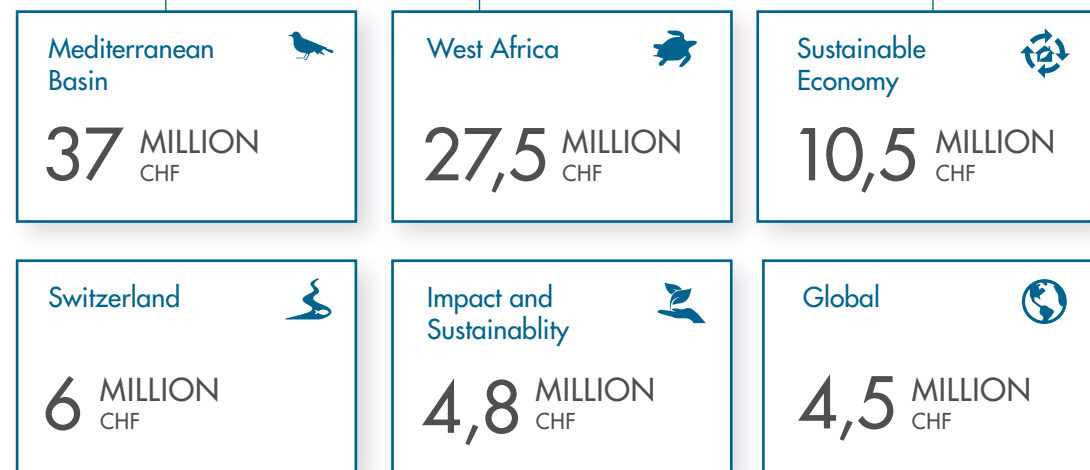 Mediterranean
Basin
37 MILLION
CHF
West Africa
27,5 MILLION
CHF
Sustainable
Economy
10,5 MILLION
CHF
Switzerland
6 MILLION
CHF
Impact and
Sustainablity
4,8 MILLION
CHF
Global
4,5 MILLION
CHF